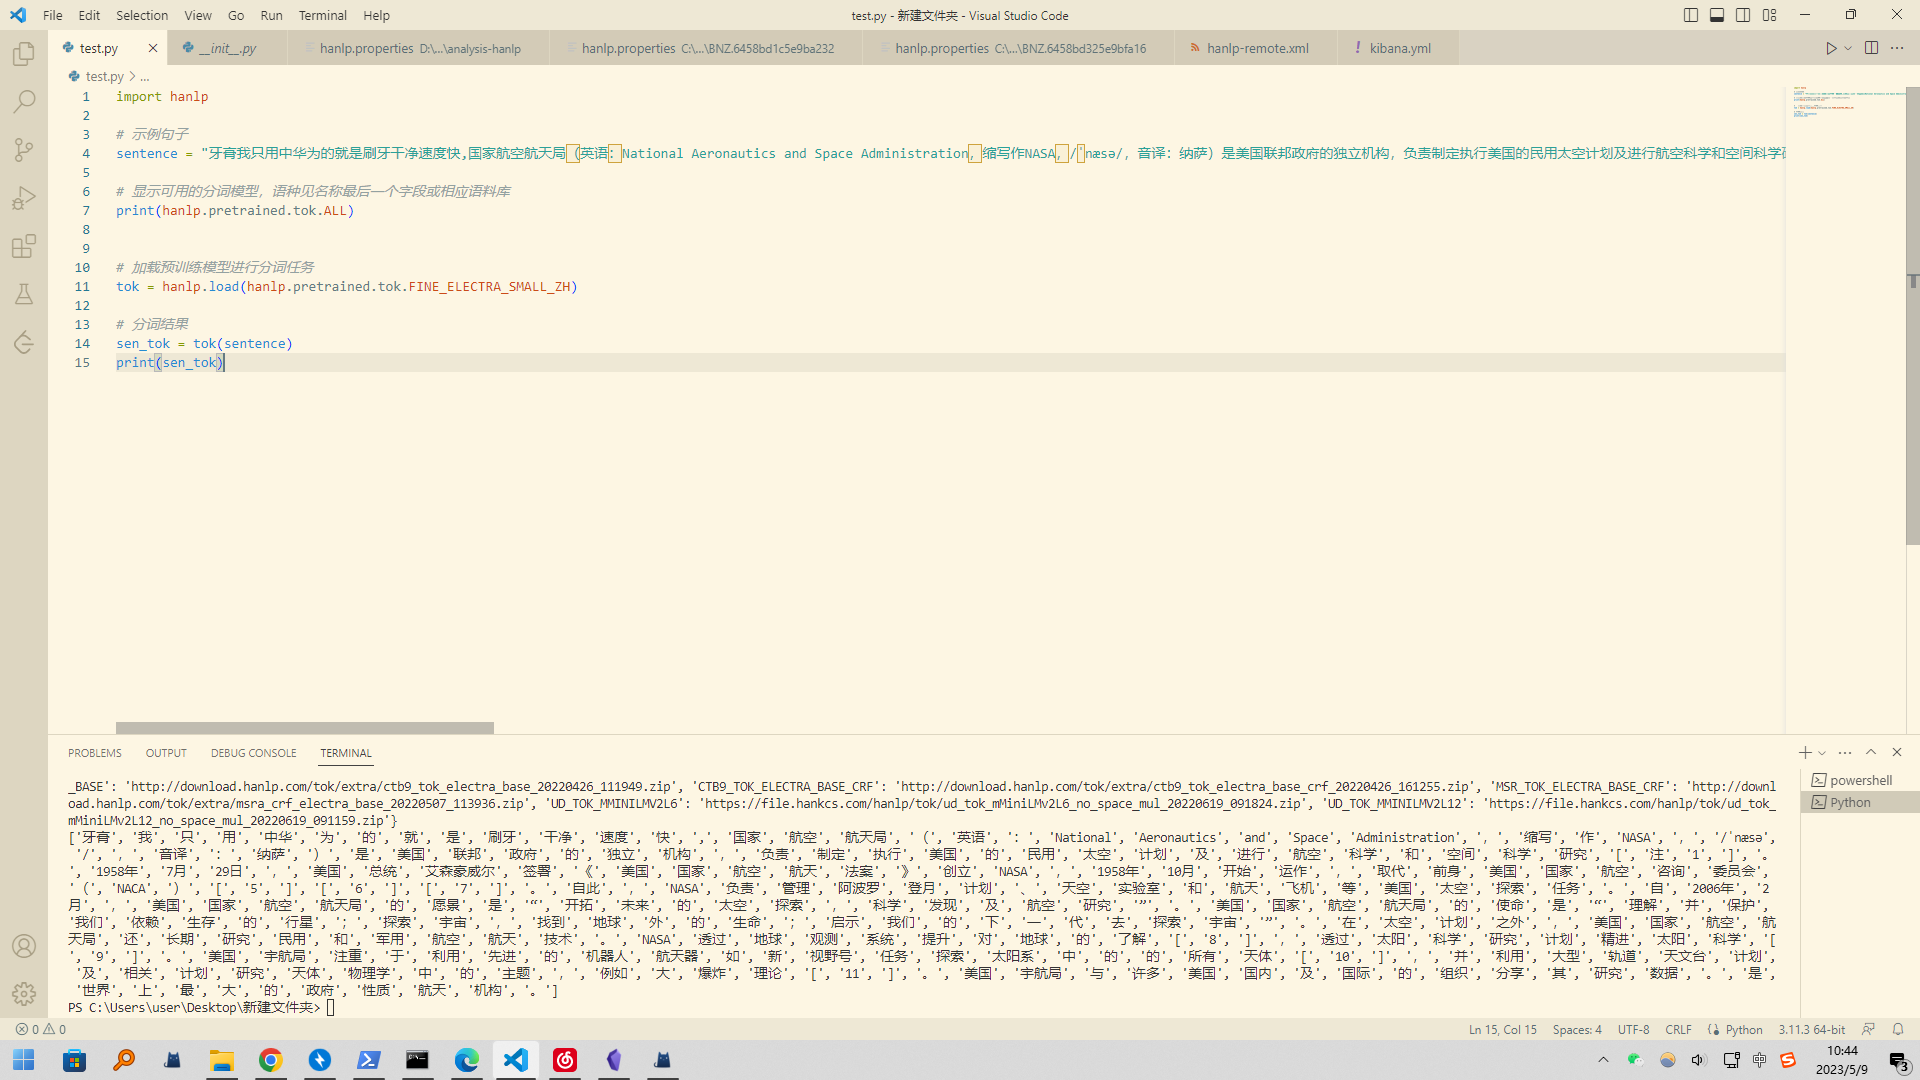 File Edit Selection View Go Run Terminal Help
test.py - 新建文件夹 - Visual Studio Code
test.py
__init__.py
hanlp.properties D:\...\analysis-hanlp
hanlp.properties C:\...\BNZ.6458bd1c5e9ba232
hanlp.properties C:\...\BNZ.6458bd325e9bfa16
hanlp-remote.xml
! kibana.yml
test.py > ...
1 import hanlp
2
3 # 示例句子
4 sentence = "牙膏我只用中华为的就是刷牙干净速度快,国家航空航天局（英语：National Aeronautics and Space Administration，缩写作NASA，/ˈnæsə/，音译：纳萨）是美国联邦政府的独立机构，负责制定执行美国的民用太空计划及进行航空科学和空间科学
5
6 # 显示可用的分词模型，语种见名称最后一个字段或相应语料库
7 print(hanlp.pretrained.tok.ALL)
8
9
10 # 加载预训练模型进行分词任务
11 tok = hanlp.load(hanlp.pretrained.tok.FINE_ELECTRA_SMALL_ZH)
12
13 # 分词结果
14 sen_tok = tok(sentence)
15 print(sen_tok)
PROBLEMS OUTPUT DEBUG CONSOLE TERMINAL
powershell
Python
_BASE': 'http://download.hanlp.com/tok/extra/ctb9_tok_electra_base_20220426_111949.zip', 'CTB9_TOK_ELECTRA_BASE_CRF': 'http://download.hanlp.com/tok/extra/ctb9_tok_electra_base_crf_20220426_161255.zip', 'MSR_TOK_ELECTRA_BASE_CRF': 'http://downl
oad.hanlp.com/tok/extra/msra_crf_electra_base_20220507_113936.zip', 'UD_TOK_MMINILMV2L6': 'https://file.hankcs.com/hanlp/tok/ud_tok_mMiniLMv2L6_no_space_mul_20220619_091824.zip', 'UD_TOK_MMINILMV2L12': 'https://file.hankcs.com/hanlp/tok/ud_tok_
mMiniLMv2L12_no_space_mul_20220619_091159.zip'}
['牙膏', '我', '只', '用', '中华', '为', '的', '就', '是', '刷牙', '干净', '速度', '快', ',', '国家', '航空', '航天局', '（', '英语', '：', 'National', 'Aeronautics', 'and', 'Space', 'Administration', '，', '缩写', '作', 'NASA', '，', '/ˈnæsə',
'/', '，', '音译', '：', '纳萨', '）', '是', '美国', '联邦', '政府', '的', '独立', '机构', '，', '负责', '制定', '执行', '美国', '的', '民用', '太空', '计划', '及', '进行', '航空', '科学', '和', '空间', '科学', '研究', '[', '注', '1', ']', '。
', '1958年', '7月', '29日', '，', '美国', '总统', '艾森豪威尔', '签署', '《', '美国', '国家', '航空', '航天', '法案', '》', '创立', 'NASA', '，', '1958年', '10月', '开始', '运作', '，', '取代', '前身', '美国', '国家', '航空', '咨询', '委员会',
'（', 'NACA', '）', '[', '5', ']', '[', '6', ']', '[', '7', ']', '。', '自此', '，', 'NASA', '负责', '管理', '阿波罗', '登月', '计划', '、', '天空', '实验室', '和', '航天', '飞机', '等', '美国', '太空', '探索', '任务', '。', '自', '2006年', '2
月', '，', '美国', '国家', '航空', '航天局', '的', '愿景', '是', '“', '开拓', '未来', '的', '太空', '探索', '，', '科学', '发现', '及', '航空', '研究', '”', '。', '美国', '国家', '航空', '航天局', '的', '使命', '是', '“', '理解', '并', '保护',
'我们', '依赖', '生存', '的', '行星', '；', '探索', '宇宙', '，', '找到', '地球', '外', '的', '生命', '；', '启示', '我们', '的', '下', '一', '代', '去', '探索', '宇宙', '”', '。', '在', '太空', '计划', '之外', '，', '美国', '国家', '航空', '航
天局', '还', '长期', '研究', '民用', '和', '军用', '航空', '航天', '技术', '。', 'NASA', '透过', '地球', '观测', '系统', '提升', '对', '地球', '的', '了解', '[', '8', ']', '，', '透过', '太阳', '科学', '研究', '计划', '精进', '太阳', '科学', '[
', '9', ']', '。', '美国', '宇航局', '注重', '于', '利用', '先进', '的', '机器人', '航天器', '如', '新', '视野号', '任务', '探索', '太阳系', '中', '的', '的', '所有', '天体', '[', '10', ']', '，', '并', '利用', '大型', '轨道', '天文台', '计划',
'及', '相关', '计划', '研究', '天体', '物理学', '中', '的', '主题', '，', '例如', '大', '爆炸', '理论', '[', '11', ']', '。', '美国', '宇航局', '与', '许多', '美国', '国内', '及', '国际', '的', '组织', '分享', '其', '研究', '数据', '。', '是',
'世界', '上', '最', '大', '的', '政府', '性质', '航天', '机构', '。']
PS C:\Users\user\Desktop\新建文件夹>
0 0
Ln 15, Col 15 Spaces: 4 UTF-8 CRLF Python 3.11.3 64-bit
中
10:44
2023/5/9
3